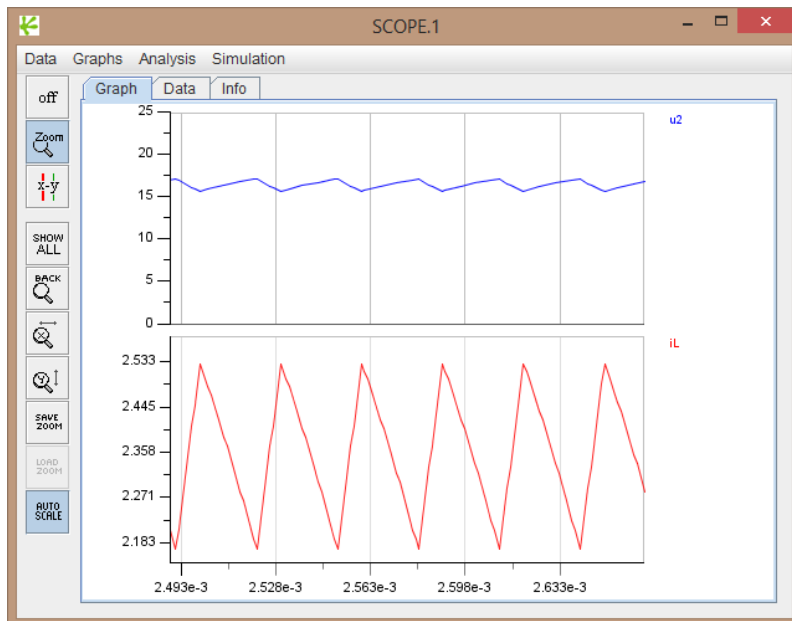 SCOPE.1
Data Graphs Analysis Simulation
off
Zoom
x-y
SHOW
ALL
BACK
X
Y
SAVE
ZOOM
LOAD
ZOOM
AUTO
SCALE
Graph Data Info
25
20
15
10
5
0
u2
2.533
2.445
2.358
2.271
2.183
iL
2.493e-3 2.528e-3 2.563e-3 2.598e-3 2.633e-3